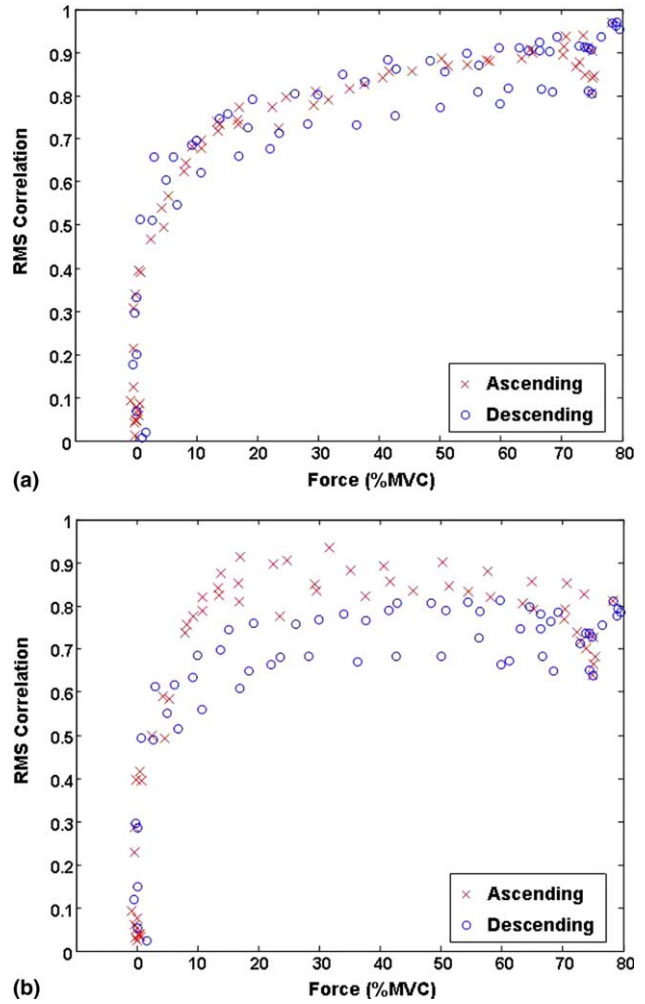 1
0.9
0.8
0.7
0.6
0.5
0.4
0.3
0.2
0.1
0
RMS Correlation
Ascending
Descending
0 10 20 30 40 50 60 70 80
(a) Force (%MVC)
1
0.9
0.8
0.7
0.6
0.5
0.4
0.3
0.2
0.1
0
RMS Correlation
Ascending
Descending
0 10 20 30 40 50 60 70 80
(b) Force (%MVC)